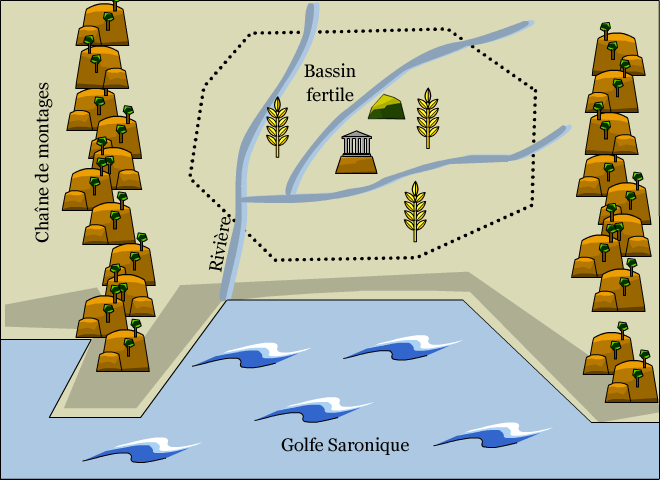 Bassin
fertile
Chaîne de montages
Rivière
Golfe Saronique